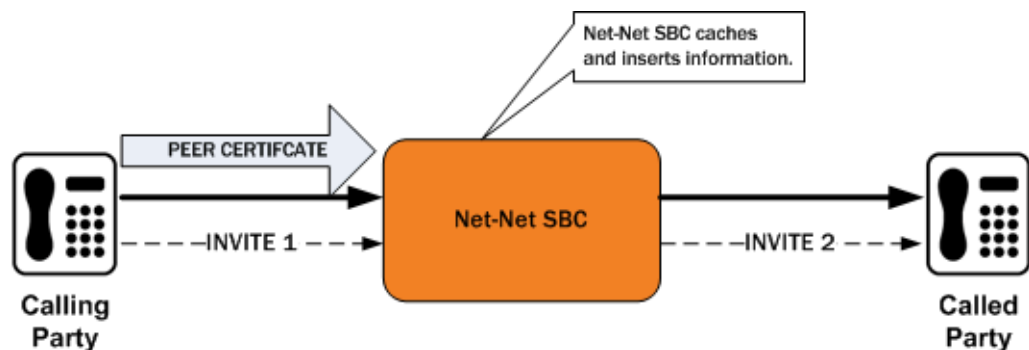 Net-Net SBC caches
and inserts information.
PEER CERTIFCATE
Net-Net SBC
INVITE 1
INVITE 2
Calling
Party
Called
Party